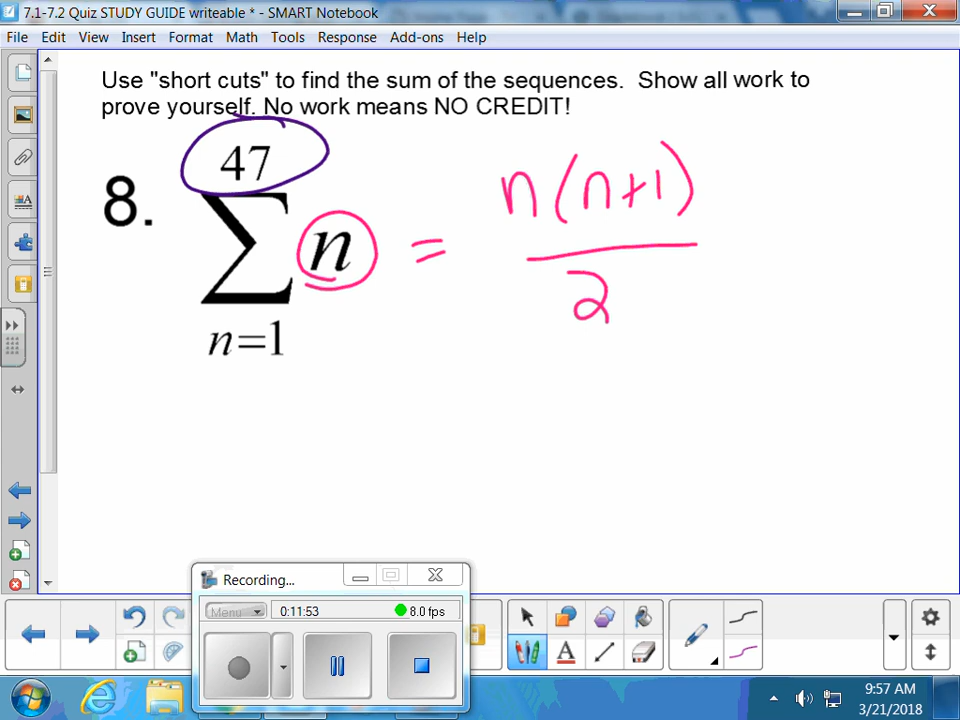 7.1-7.2 Quiz STUDY GUIDE writeable * - SMART Notebook
File Edit View Insert Format Math Tools Response Add-ons Help
Use "short cuts" to find the sum of the sequences. Show all work to
prove yourself. No work means NO CREDIT!
8.
47
∑ n = n(n+1)
2
n=1
Recording...
Menu 0:11:53 8.0 fps
A
9:57 AM
3/21/2018